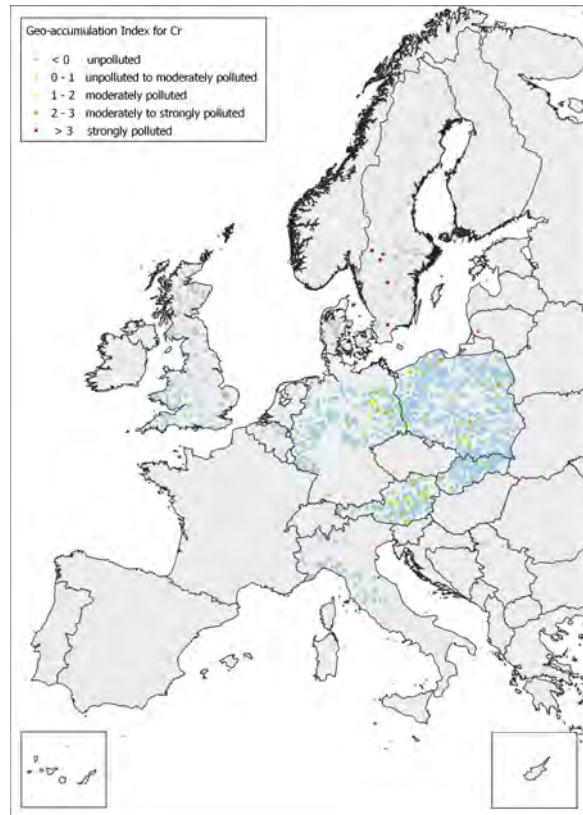 Geo-accumulation Index for Cr
< 0 unpolluted
0 - 1 unpolluted to moderately polluted
1 - 2 moderately polluted
2 - 3 moderately to strongly polluted
> 3 strongly polluted